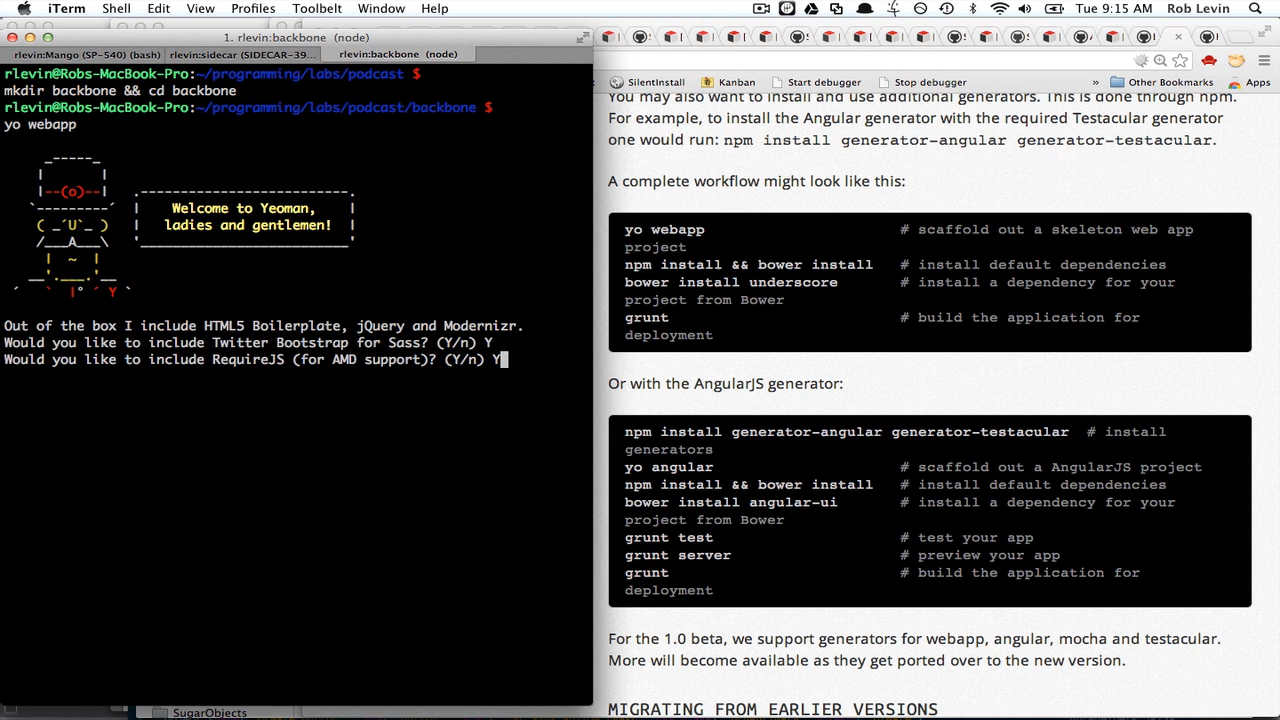 iTerm Shell Edit View Profiles Toolbelt Window Help Tue 9:15 AM Rob Levin
1. rlevin:backbone (node)
rlevin:Mango (SP-540) (bash) rlevin:sidecar (SIDECAR-39... rlevin:backbone (node)
rlevin@Robs-MacBook-Pro:~/programming/labs/podcast $
mkdir backbone && cd backbone
rlevin@Robs-MacBook-Pro:~/programming/labs/podcast/backbone $
yo webapp
_-----_
| |
|--(o)--| .--------------------------.
`---------´ | Welcome to Yeoman, |
( _´U`_ ) | ladies and gentlemen! |
/___A___\ '__________________________'
| ~ |
__'.___.'__
´ ` |° ´ Y `
Out of the box I include HTML5 Boilerplate, jQuery and Modernizr.
Would you like to include Twitter Bootstrap for Sass? (Y/n) Y
Would you like to include RequireJS (for AMD support)? (Y/n) Y
SugarObjects
SilentInstall Kanban Start debugger Stop debugger » Other Bookmarks Apps
You may also want to install and use additional generators. This is done through npm.
For example, to install the Angular generator with the required Testacular generator
one would run: npm install generator-angular generator-testacular.
A complete workflow might look like this:
yo webapp # scaffold out a skeleton web app
project
npm install && bower install # install default dependencies
bower install underscore # install a dependency for your
project from Bower
grunt # build the application for
deployment
Or with the AngularJS generator:
npm install generator-angular generator-testacular # install
generators
yo angular # scaffold out a AngularJS project
npm install && bower install # install default dependencies
bower install angular-ui # install a dependency for your
project from Bower
grunt test # test your app
grunt server # preview your app
grunt # build the application for
deployment
For the 1.0 beta, we support generators for webapp, angular, mocha and testacular.
More will become available as they get ported over to the new version.
MIGRATING FROM EARLIER VERSIONS